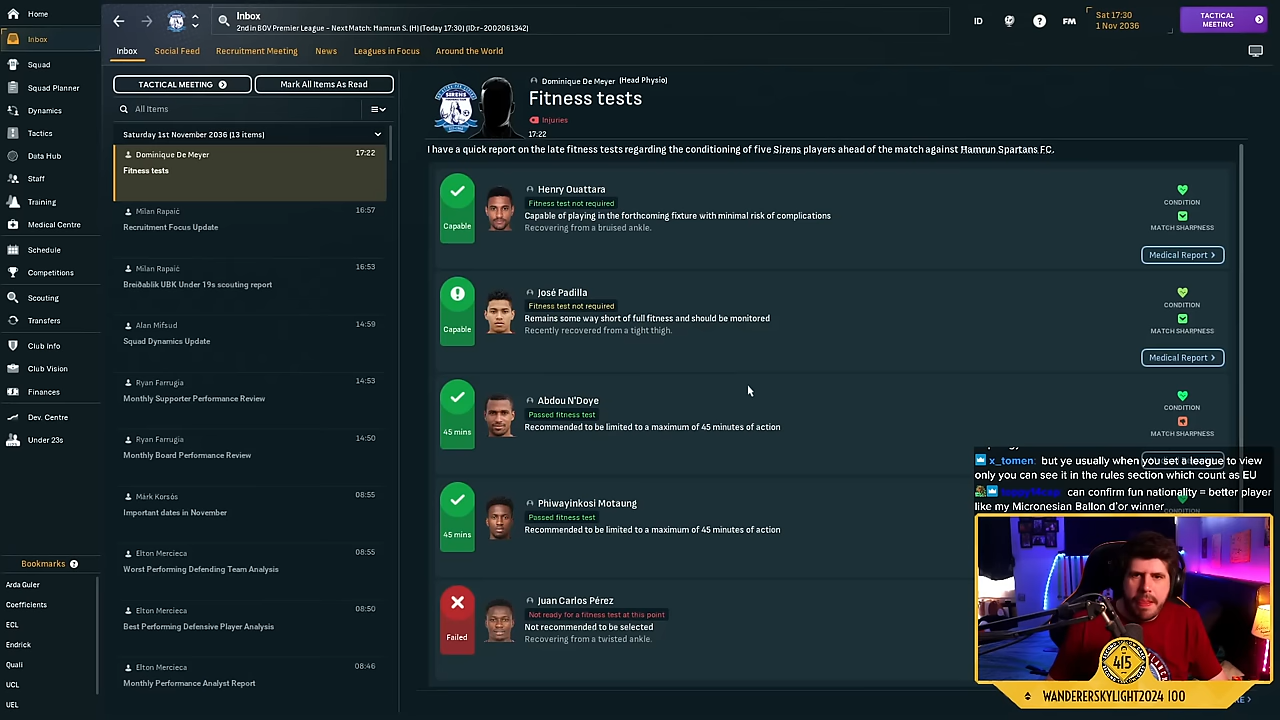 Home
Inbox
Squad
Squad Planner
Dynamics
Tactics
Data Hub
Staff
Training
Medical Centre
Schedule
Competitions
Scouting
Transfers
Club Info
Club Vision
Finances
Dev. Centre
Under 23s
Bookmarks
Arda Guler
Coefficients
ECL
Endrick
Quali
UCL
UEL
Inbox
2nd in BOV Premier League - Next Match: Hamrun S. (H) (Today 17:30) (ID:r-2002061342)
ID
FM
Sat 17:30
1 Nov 2036
TACTICAL
MEETING
Inbox
Social Feed
Recruitment Meeting
News
Leagues in Focus
Around the World
TACTICAL MEETING
Mark All Items As Read
All Items
Saturday 1st November 2036 (13 items)
Dominique De Meyer 17:22
Fitness tests
Milan Rapaić 16:57
Recruitment Focus Update
Milan Rapaić 16:53
Breiðablik UBK Under 19s scouting report
Alan Mifsud 14:59
Squad Dynamics Update
Ryan Farrugia 14:53
Monthly Supporter Performance Review
Ryan Farrugia 14:50
Monthly Board Performance Review
Márk Korsós 08:55
Important dates in November
Elton Mercieca 08:55
Worst Performing Defending Team Analysis
Elton Mercieca 08:50
Best Performing Defensive Player Analysis
Elton Mercieca 08:46
Monthly Performance Analyst Report
SIRENS
Dominique De Meyer (Head Physio)
Fitness tests
Injuries
17:22
I have a quick report on the late fitness tests regarding the conditioning of five Sirens players ahead of the match against Hamrun Spartans F.C.
Capable
Henry Ouattara
Fitness test not required
Capable of playing in the forthcoming fixture with minimal risk of complications
Recovering from a bruised ankle.
CONDITION
MATCH SHARPNESS
Medical Report
Capable
José Padilla
Fitness test not required
Remains some way short of full fitness and should be monitored
Recently recovered from a tight thigh.
CONDITION
MATCH SHARPNESS
Medical Report
45 mins
Abdou N'Doye
Passed fitness test
Recommended to be limited to a maximum of 45 minutes of action
CONDITION
MATCH SHARPNESS
45 mins
Phiwayinkosi Motaung
Passed fitness test
Recommended to be limited to a maximum of 45 minutes of action
CONDITION
Failed
Juan Carlos Pérez
Not ready for a fitness test at this point
Not recommended to be selected
Recovering from a twisted ankle.
x_tomen: but ye usually when you set a league to view
only you can see it in the rules section which count as EU
can confirm fun nationality = better player
like my Micronesian Ballon d'or winner
415
WANDERERSKYLIGHT2024 100